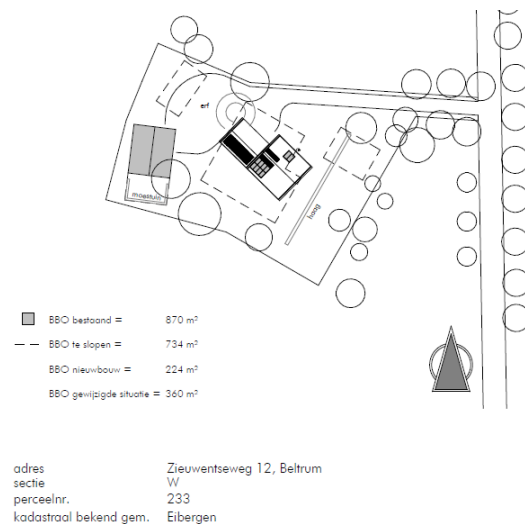 erf
moestuin
haag
BBO bestaand = 870 m²
BBO te slopen = 734 m²
BBO nieuwbouw = 224 m²
BBO gewijzigde situatie = 360 m²
adres Zieuwentseweg 12, Beltrum
sectie W
perceelnr. 233
kadastraal bekend gem. Eibergen